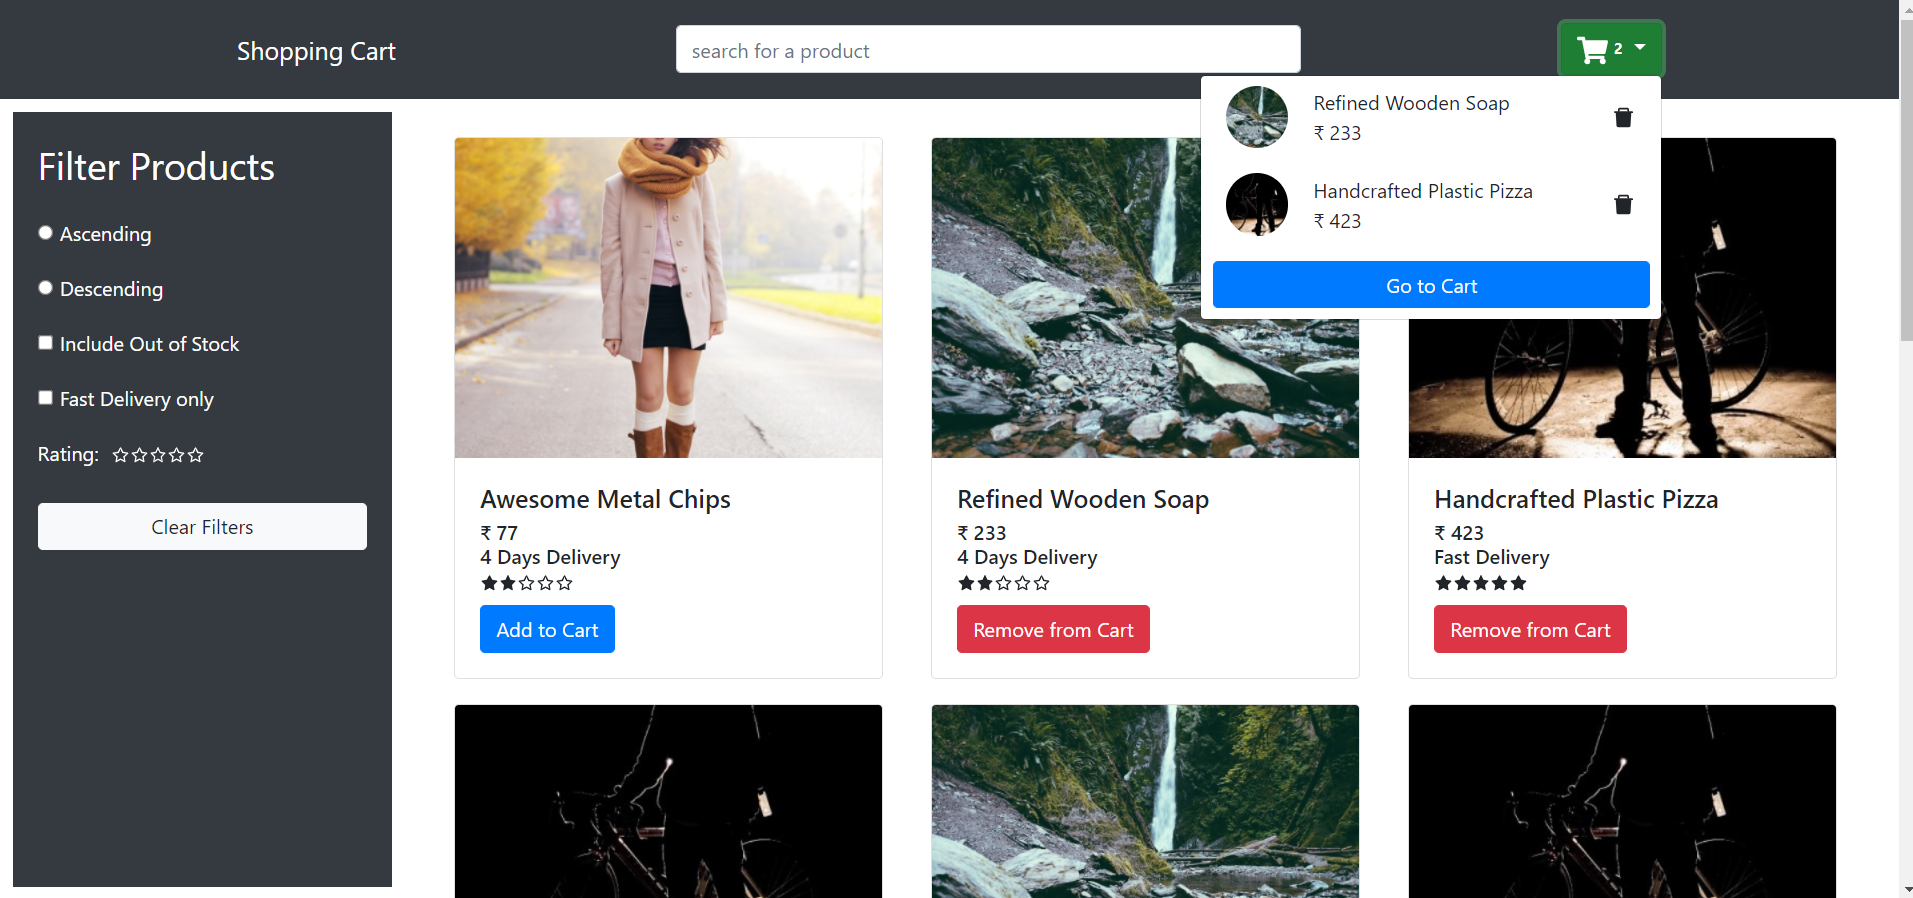 Shopping Cart
search for a product
2
Refined Wooden Soap
₹ 233
Handcrafted Plastic Pizza
₹ 423
Go to Cart
Filter Products
Ascending
Descending
Include Out of Stock
Fast Delivery only
Rating:
Clear Filters
Awesome Metal Chips
₹ 77
4 Days Delivery
Add to Cart
Refined Wooden Soap
₹ 233
4 Days Delivery
Remove from Cart
Handcrafted Plastic Pizza
₹ 423
Fast Delivery
Remove from Cart